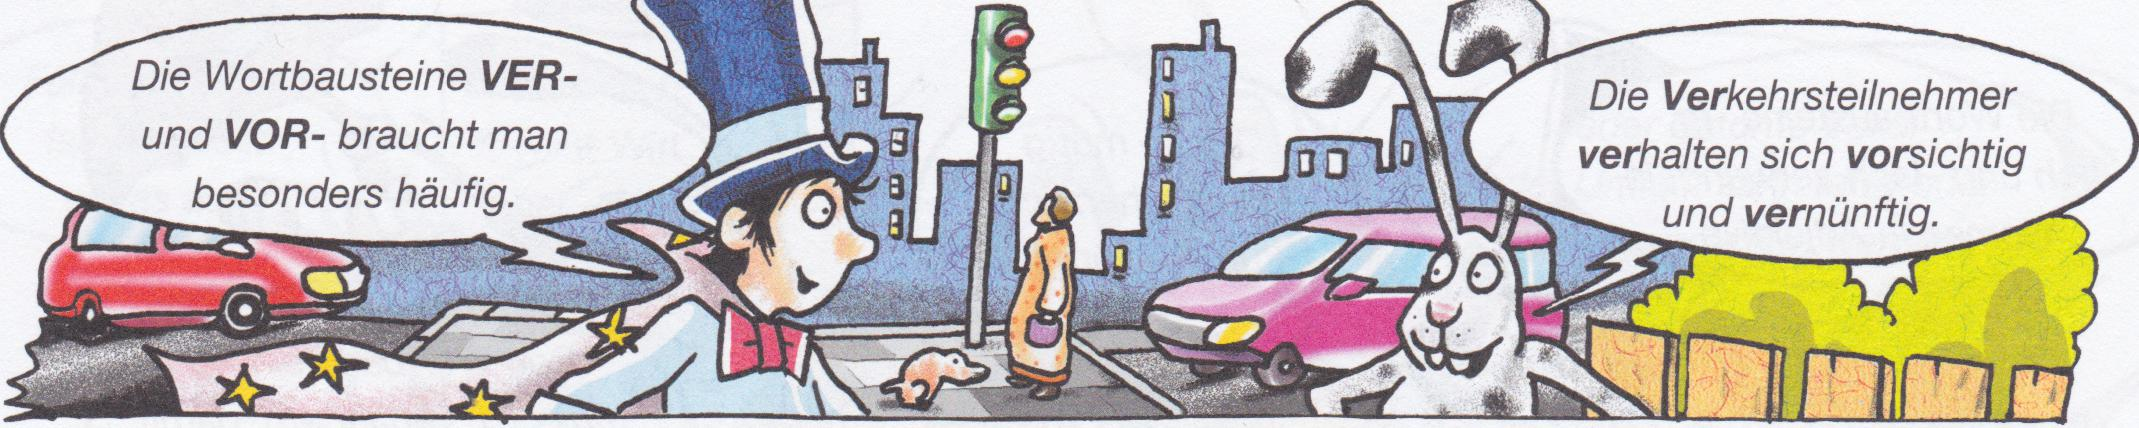 Die Wortbausteine VER-
und VOR- braucht man
besonders häufig.
Die Verkehrsteilnehmer
verhalten sich vorsichtig
und vernünftig.